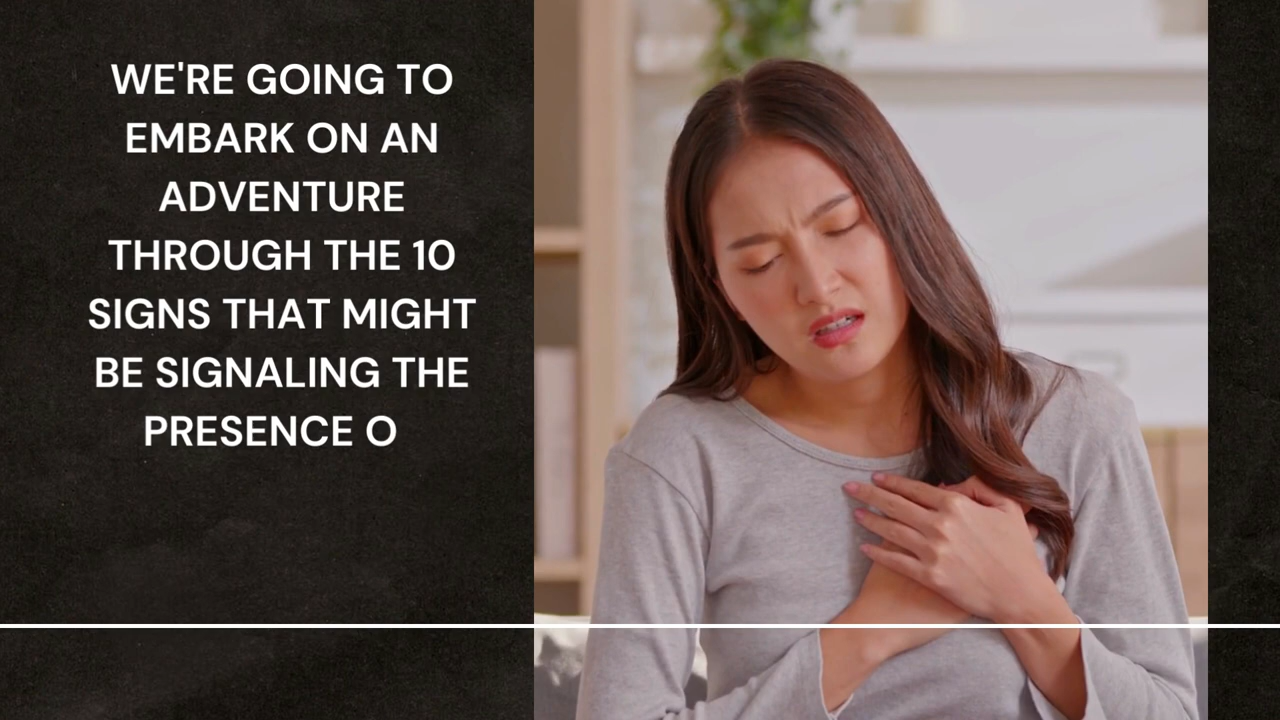 WE'RE GOING TO
EMBARK ON AN
ADVENTURE
THROUGH THE 10
SIGNS THAT MIGHT
BE SIGNALING THE
PRESENCE O